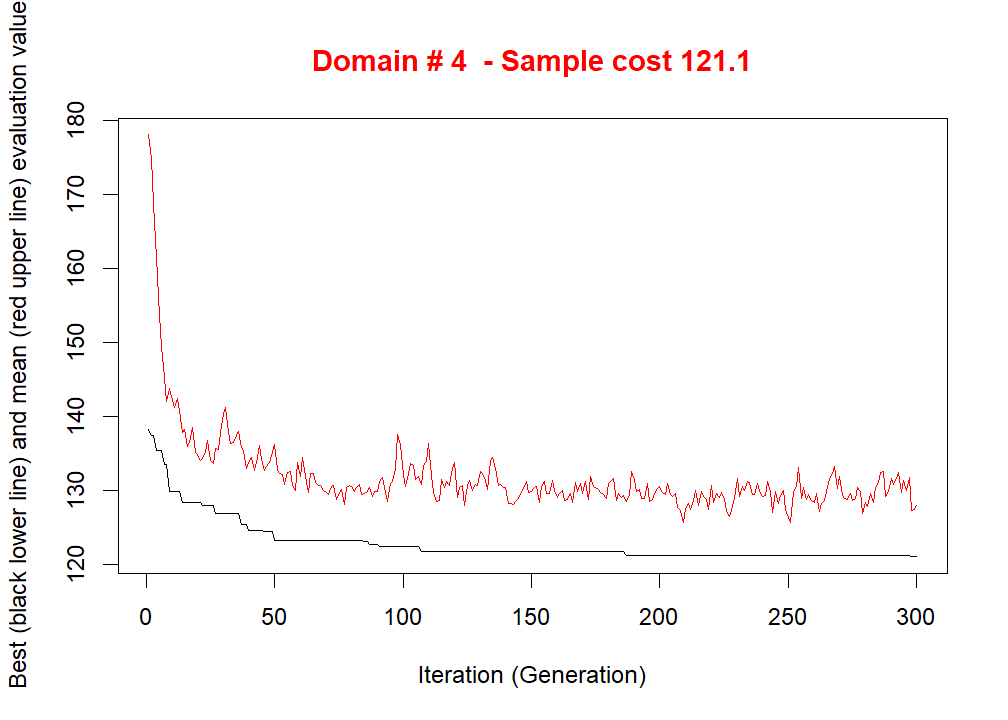 Domain # 4  - Sample cost 121.1
Best (black lower line) and mean (red upper line) evaluation value
180
170
160
150
140
130
120
0 50 100 150 200 250 300
Iteration (Generation)